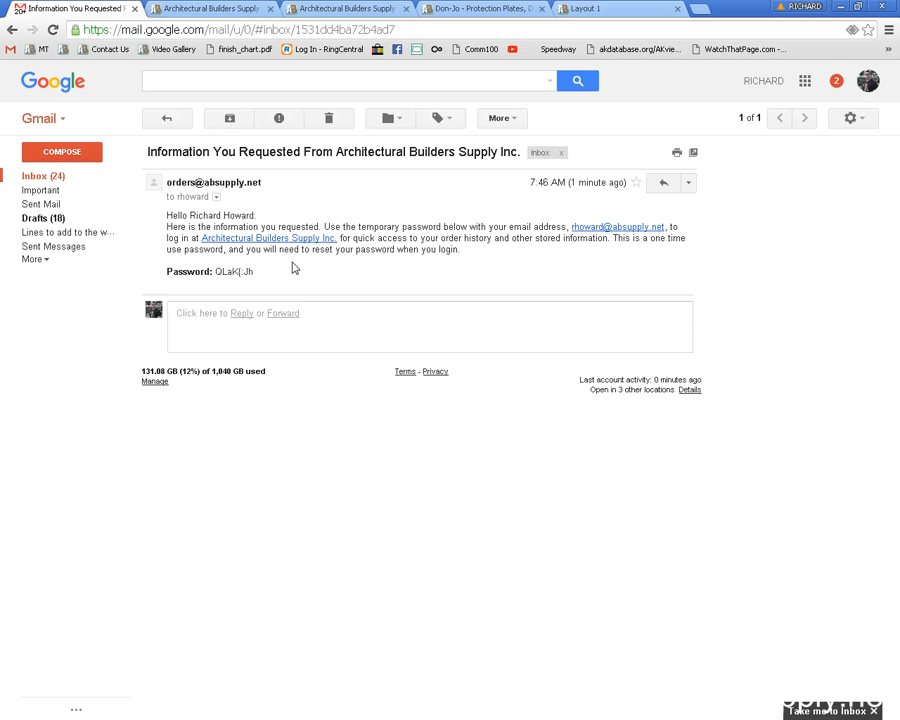 Information You Requested F
Architectural Builders Supply
Architectural Builders Supply
Don-Jo - Protection Plates, D
Layout 1
RICHARD
https://mail.google.com/mail/u/0/#inbox/1531dd4ba72b4ad7
MT
Contact Us
Video Gallery
finish_chart.pdf
Log In - RingCentral
Comm100
Speedway
akdatabase.org/AKvie...
WatchThatPage.com -...
»
Google
RICHARD
2
Gmail
More
1 of 1
COMPOSE
Information You Requested From Architectural Builders Supply Inc.
Inbox x
Inbox (24)
Important
Sent Mail
Drafts (18)
Lines to add to the w...
Sent Messages
More
orders@absupply.net
7:46 AM (1 minute ago)
to rhoward
Hello Richard Howard:
Here is the information you requested. Use the temporary password below with your email address, rhoward@absupply.net, to
log in at Architectural Builders Supply Inc. for quick access to your order history and other stored information. This is a one time
use password, and you will need to reset your password when you login.
Password: QLaK{:Jh
Click here to Reply or Forward
131.08 GB (12%) of 1,040 GB used
Manage
Terms - Privacy
Last account activity: 0 minutes ago
Open in 3 other locations Details
Take me to Inbox